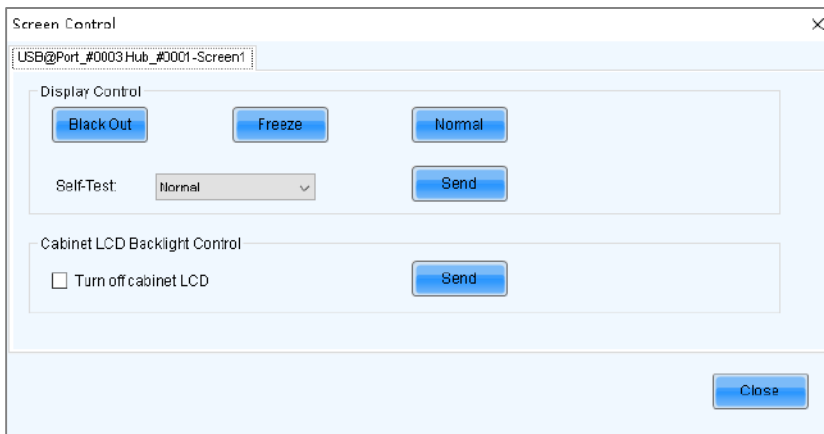 Screen Control
USB@Port_#0003.Hub_#0001-Screen1
Display Control
Black Out Freeze Normal
Self-Test: Normal Send
Cabinet LCD Backlight Control
Turn off cabinet LCD Send
Close